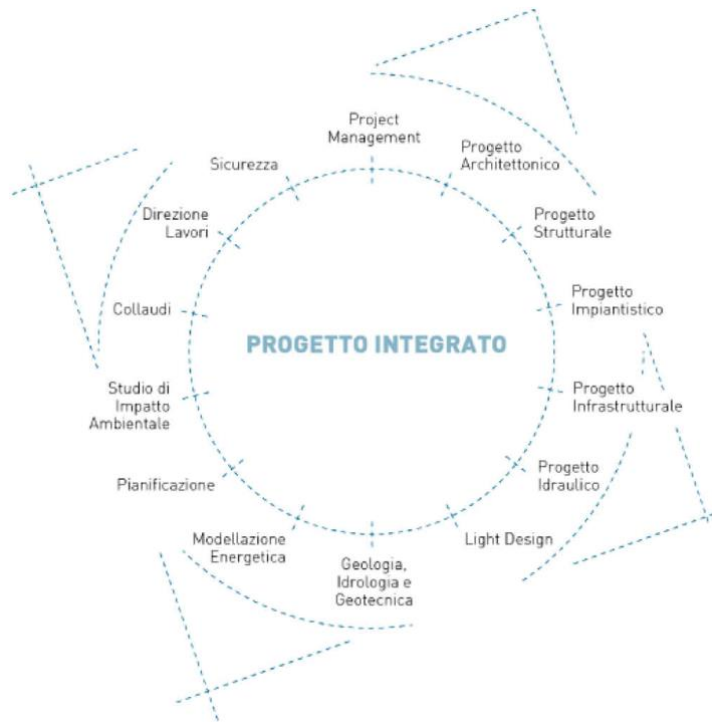 Project
Management
Progetto
Architettonico
Progetto
Strutturale
Progetto
Impiantistico
Progetto
Infrastrutturale
Progetto
Idraulico
Light Design
Geologia,
Idrologia e
Geotecnica
Modellazione
Energetica
Pianificazione
Studio di
Impatto
Ambientale
Collaudi
Direzione
Lavori
Sicurezza
PROGETTO INTEGRATO